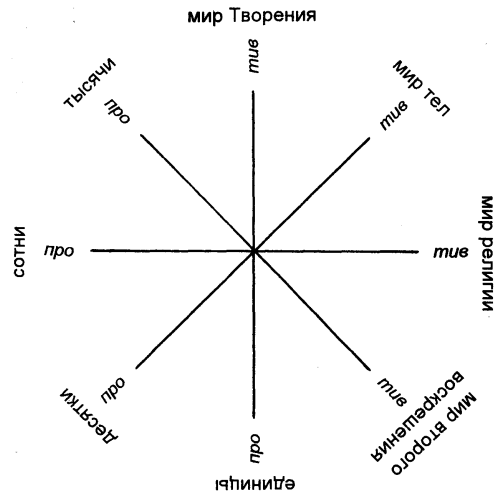 мир Творения
тив
мир тел
тив
мир религии
тив
мир второго
воскрешения
тив
единицы
про
десятки
про
сотни
про
тысячи
про